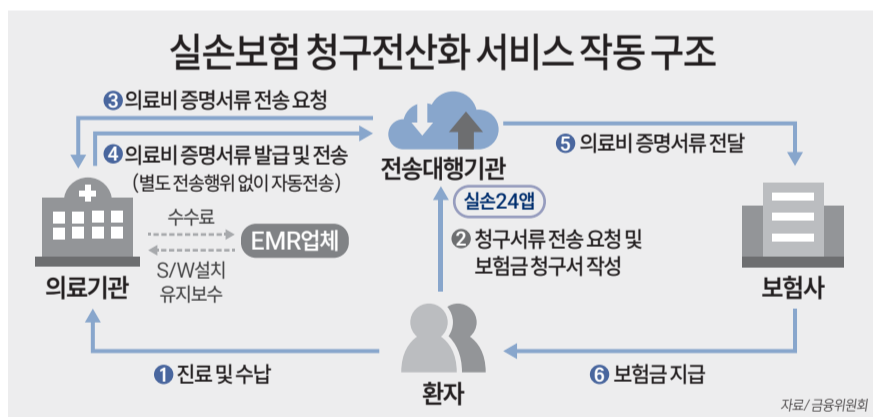 실손보험 청구전산화 서비스 작동 구조
❸ 의료비 증명서류 전송 요청
❹ 의료비 증명서류 발급 및 전송
(별도 전송행위 없이 자동전송)
전송대행기관
❺ 의료비 증명서류 전달
실손24앱
수수료
EMR업체
❷ 청구서류 전송 요청 및
보험금 청구서 작성
S/W설치
유지보수
의료기관
보험사
❶ 진료 및 수납
환자
❻ 보험금 지급
자료/금융위원회